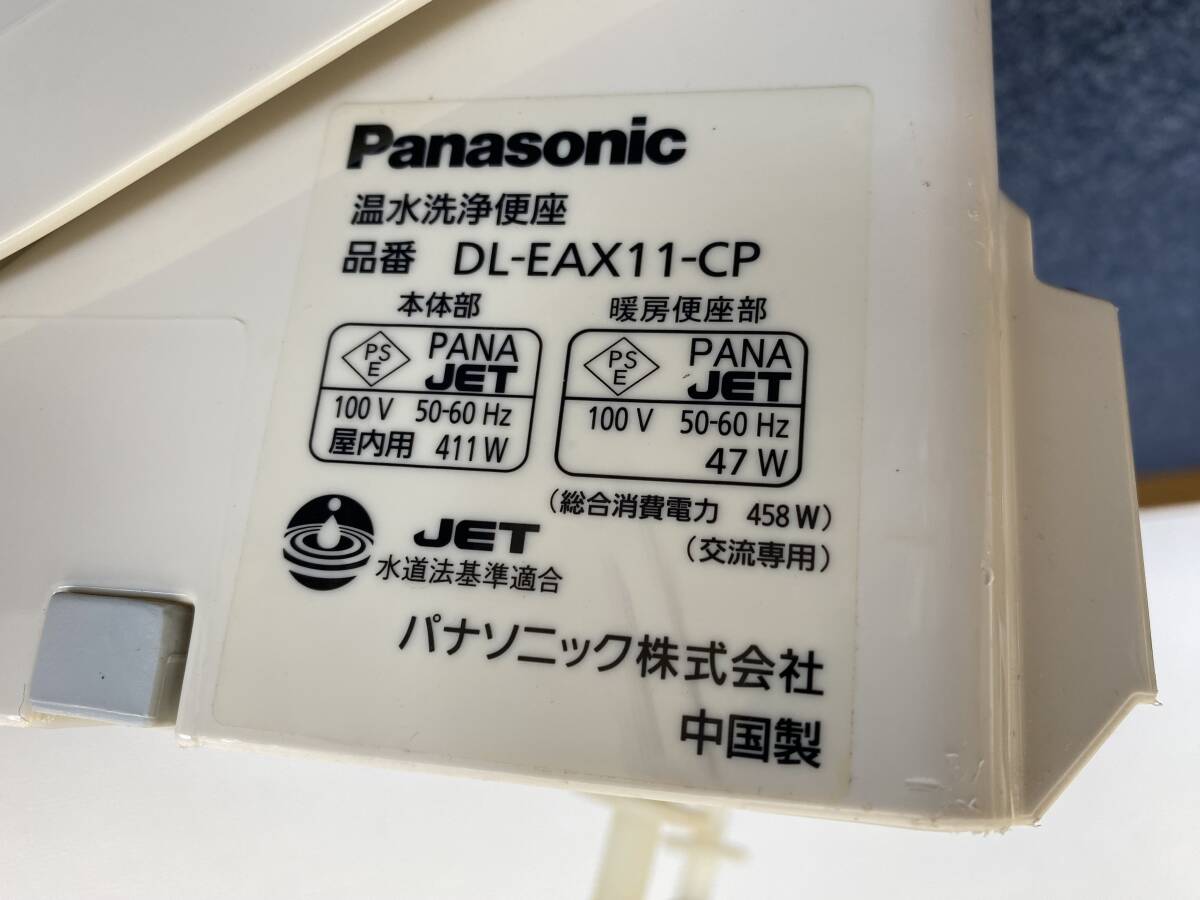 Panasonic
温水洗浄便座
品番 DL-EAX11-CP
本体部
PS
E
PANA
JET
100 V 50-60 Hz
屋内用 411 W
暖房便座部
PS
E
PANA
JET
100 V 50-60 Hz
47 W
(総合消費電力 458 W)
(交流専用)
JET
水道法基準適合
パナソニック株式会社
中国製